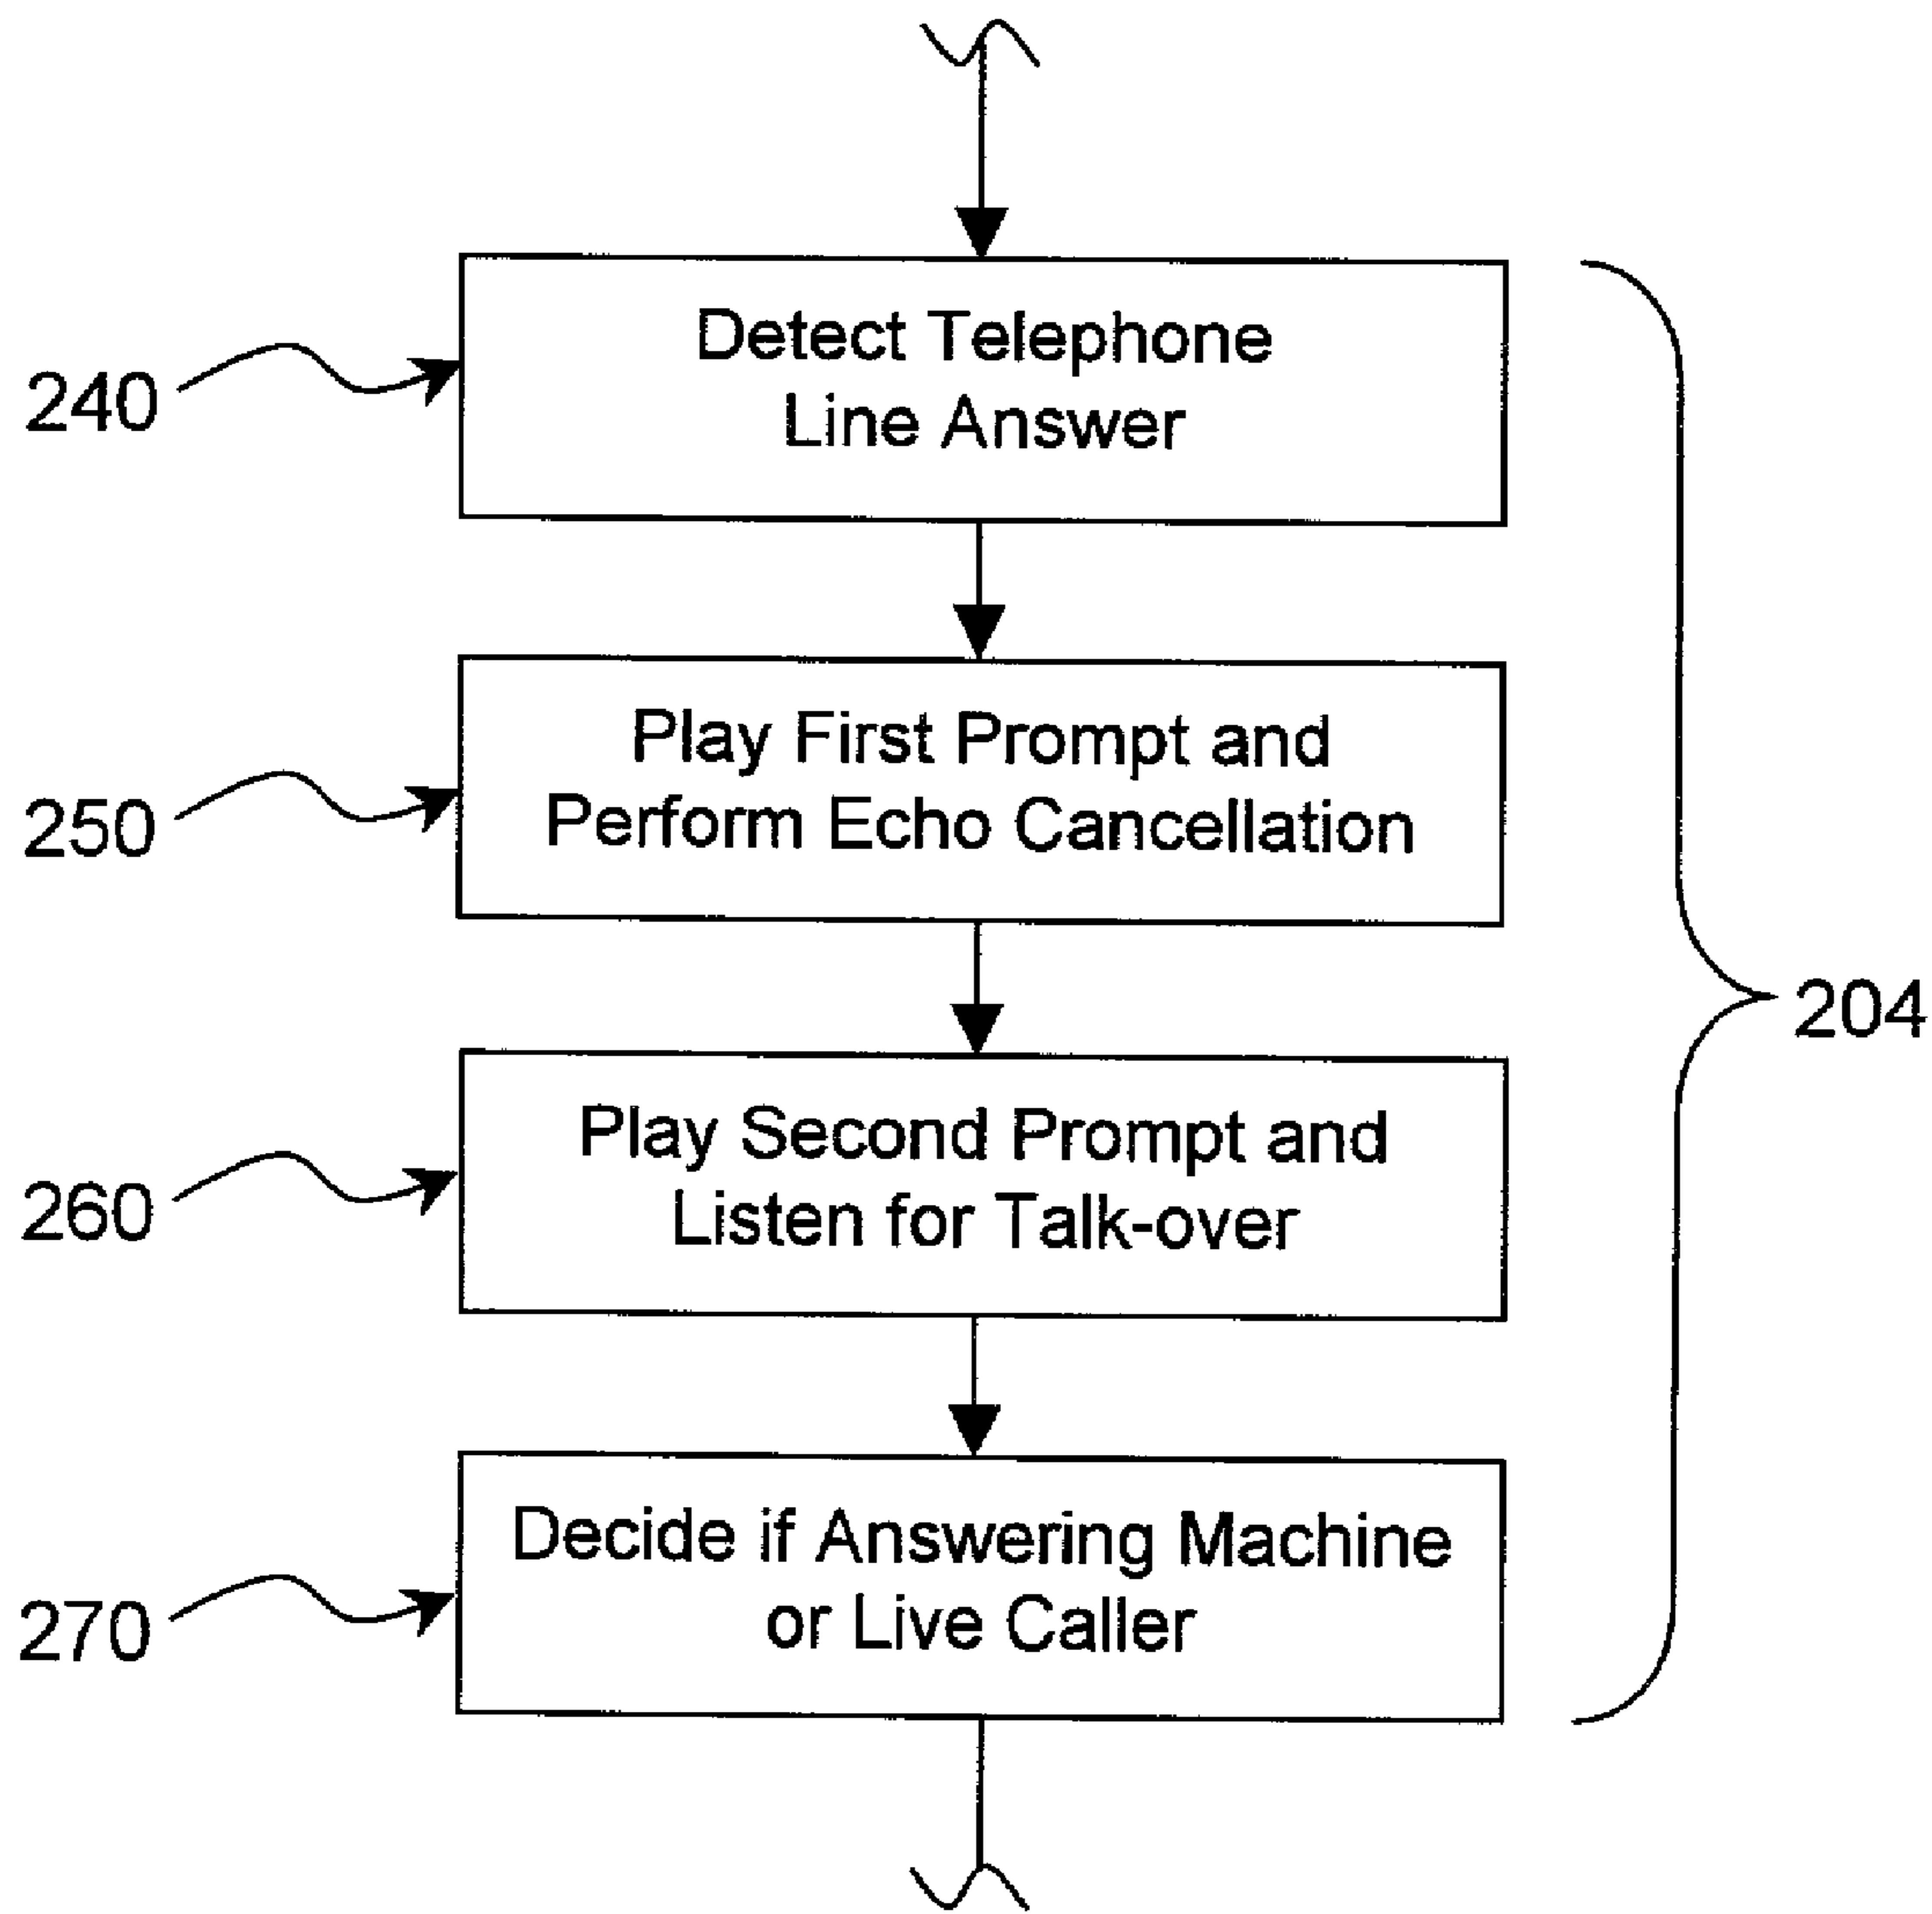 Detect Telephone
Line Answer
240
Play First Prompt and
Perform Echo Cancellation
250
204
Play Second Prompt and
Listen for Talk-over
260
Decide if Answering Machine
or Live Caller
270